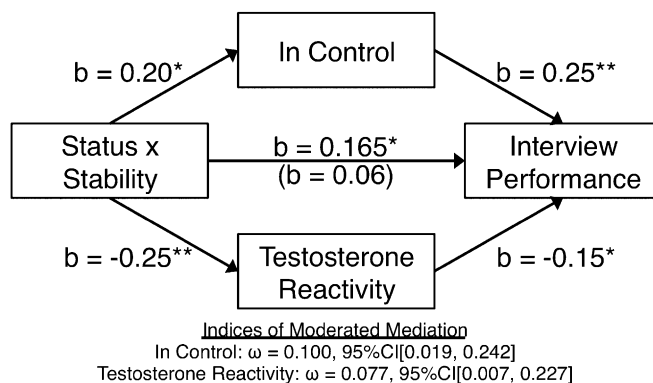 In Control
b = 0.20*
b = 0.25**
Status x
Stability
b = 0.165*
(b = 0.06)
Interview
Performance
b = -0.25**
Testosterone
Reactivity
b = -0.15*
Indices of Moderated Mediation
In Control: ω = 0.100, 95%CI[0.019, 0.242]
Testosterone Reactivity: ω = 0.077, 95%CI[0.007, 0.227]